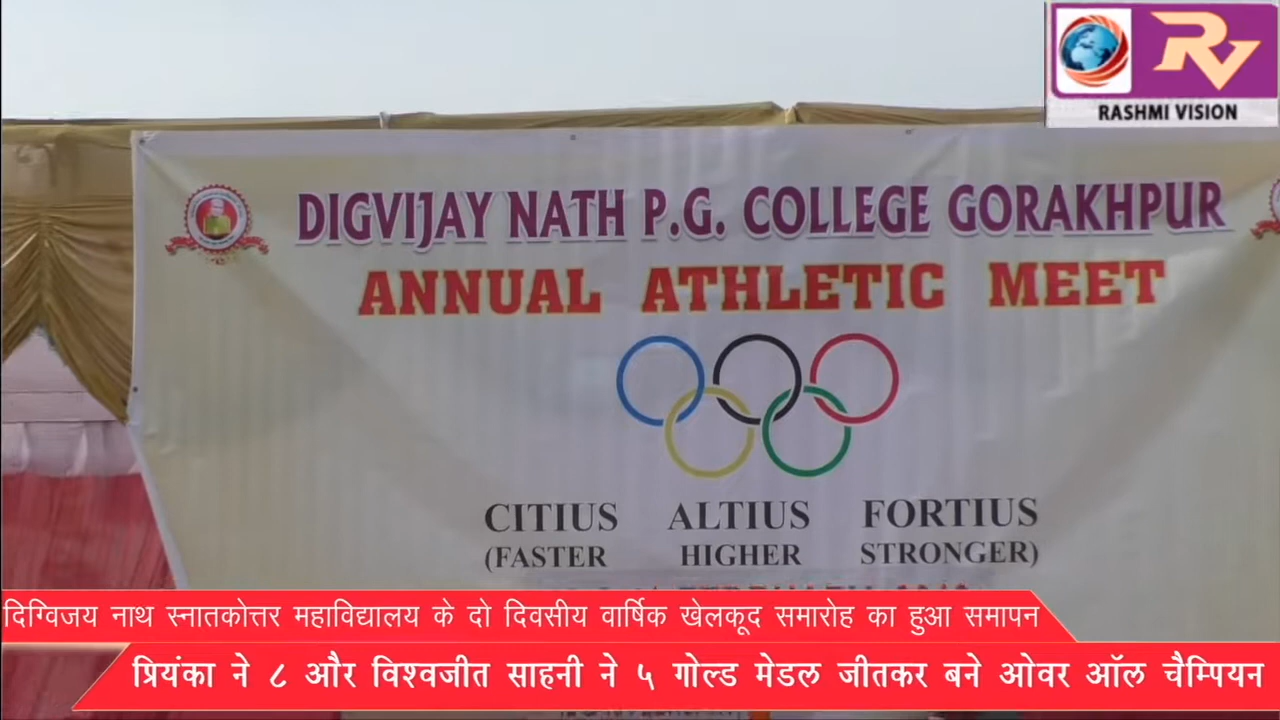 RV
RASHMI VISION
DIGVIJAY NATH P.G. COLLEGE GORAKHPUR
ANNUAL ATHLETIC MEET
CITIUS ALTIUS FORTIUS
(FASTER HIGHER STRONGER)
दिग्विजय नाथ स्नातकोत्तर महाविद्यालय के दो दिवसीय वार्षिक खेलकूद समारोह का हुआ समापन
प्रियंका ने ८ और विश्वजीत साहनी ने ५ गोल्ड मेडल जीतकर बने ओवर ऑल चैम्पियन